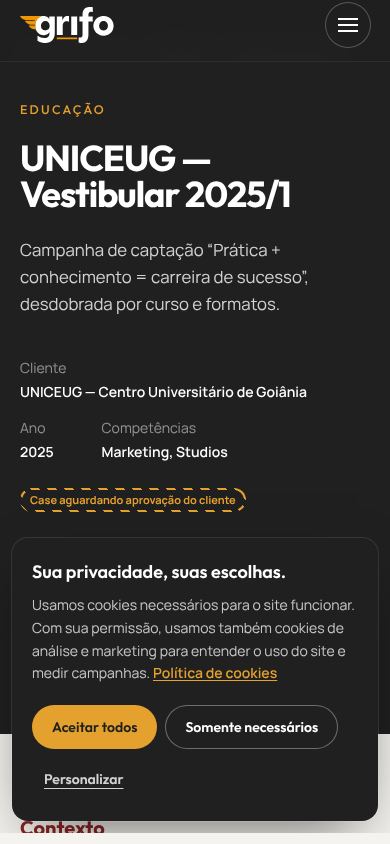 grifo
EDUCAÇÃO
UNICEUG —
Vestibular 2025/1
Campanha de captação “Prática +
conhecimento = carreira de sucesso”,
desdobrada por curso e formatos.
Cliente
UNICEUG — Centro Universitário de Goiânia
Ano
2025
Competências
Marketing, Studios
Case aguardando aprovação do cliente
Sua privacidade, suas escolhas.
Usamos cookies necessários para o site funcionar.
Com sua permissão, usamos também cookies de
análise e marketing para entender o uso do site e
medir campanhas. Política de cookies
Aceitar todos
Somente necessários
Personalizar
Contexto